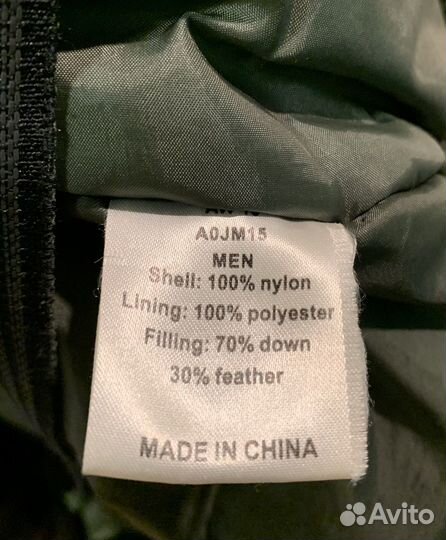 A0JM15
MEN
Shell: 100% nylon
Lining: 100% polyester
Filling: 70% down
30% feather
MADE IN CHINA
Avito